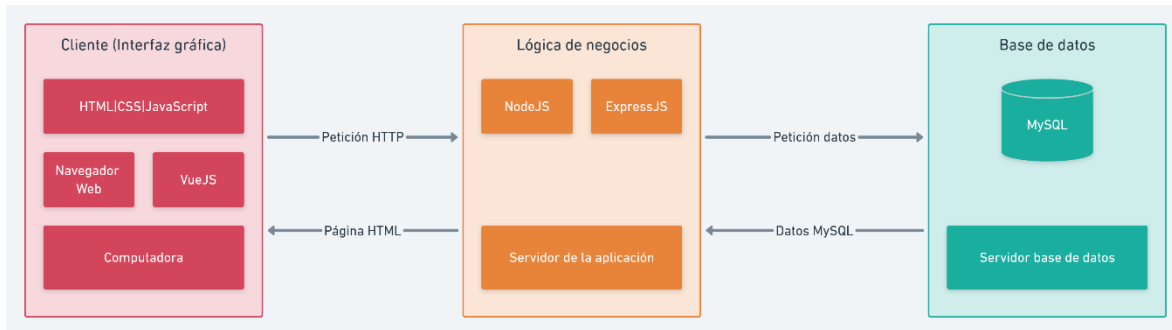 Cliente (Interfaz gráfica)
HTML|CSS|JavaScript
Navegador
Web
VueJS
Computadora
Petición HTTP
Página HTML
Lógica de negocios
NodeJS
ExpressJS
Servidor de la aplicación
Petición datos
Datos MySQL
Base de datos
MySQL
Servidor base de datos